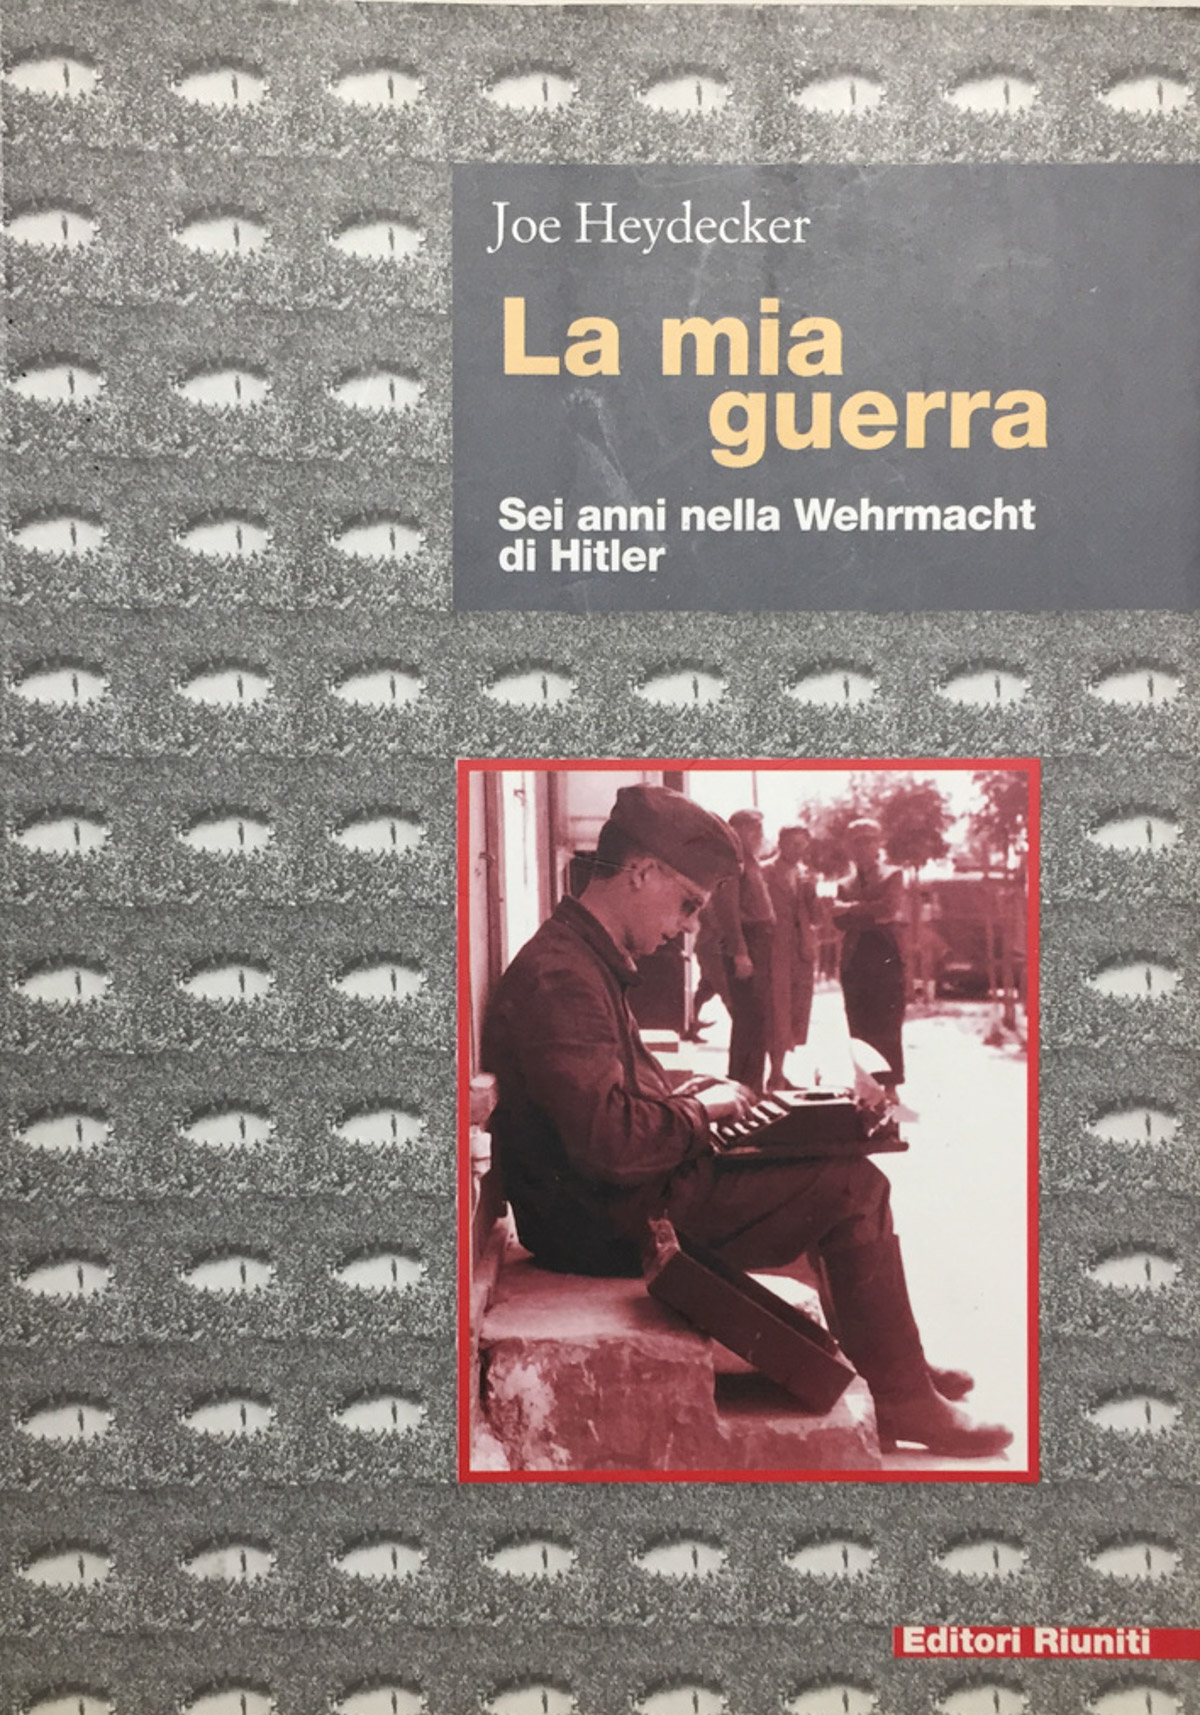 Joe Heydecker
La mia
guerra
Sei anni nella Wehrmacht
di Hitler
Editori Riuniti